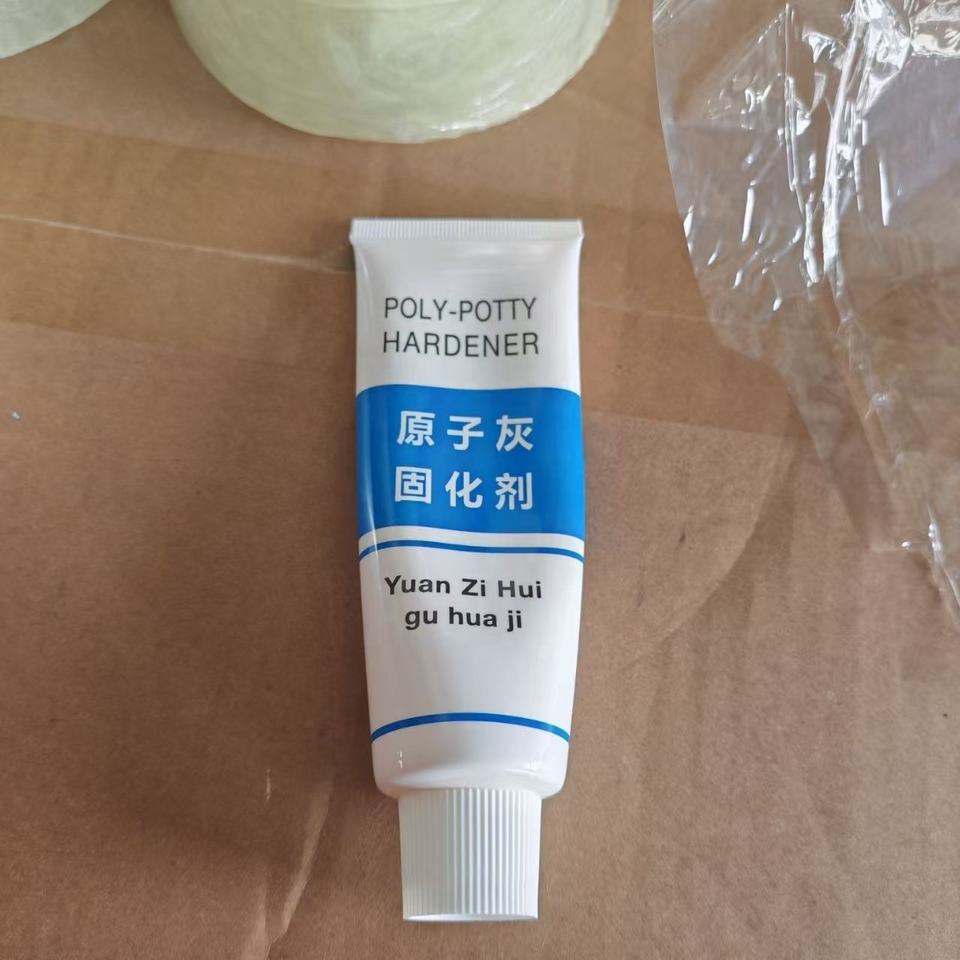 POLY-POTTY
HARDENER
原子灰
固化剂
Yuan Zi Hui
gu hua ji